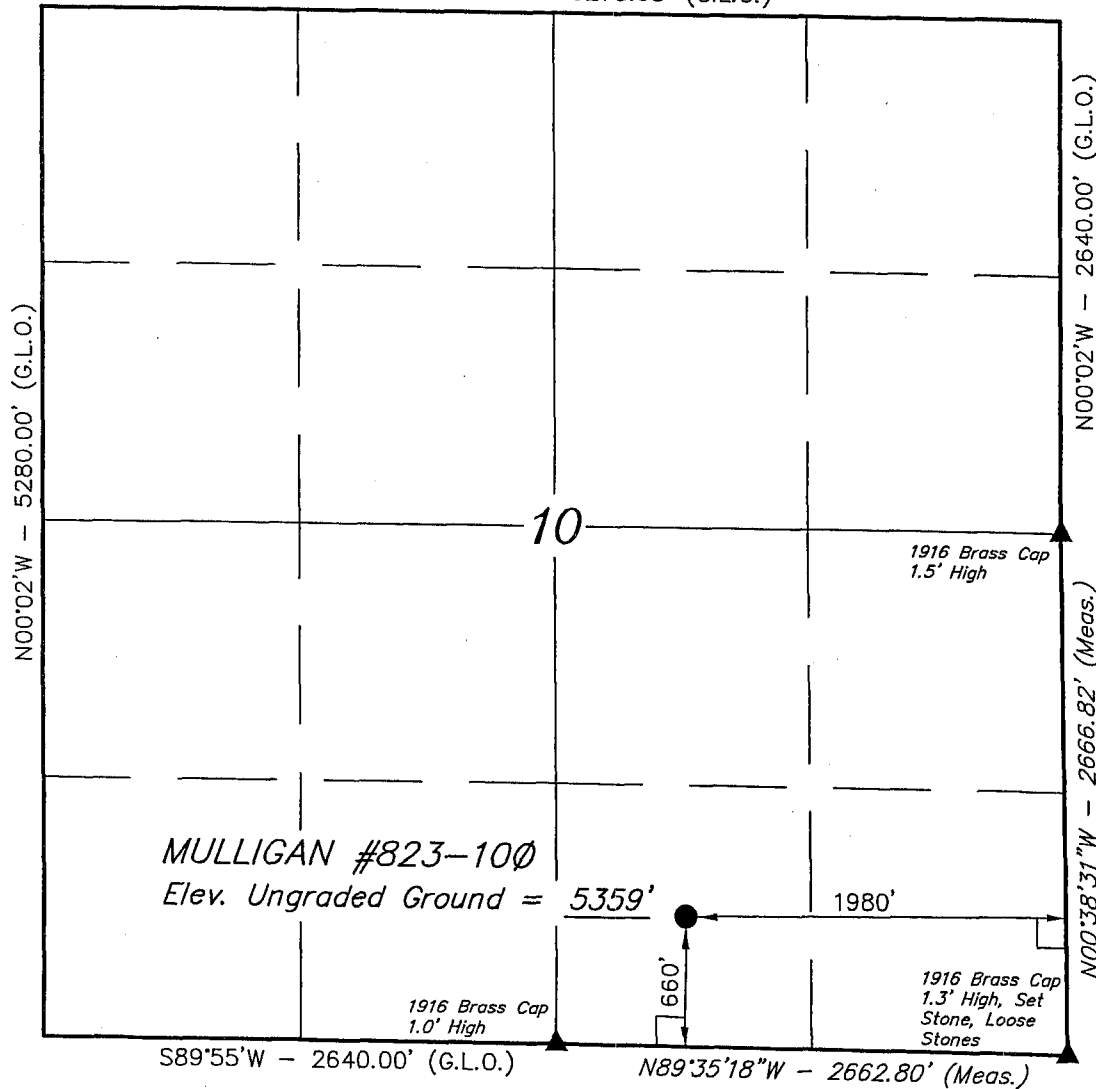 (G.L.O.)
N00°02'W – 2640.00' (G.L.O.)
N00°02'W – 5280.00' (G.L.O.)
10
1916 Brass Cap
1.5' High
N00°38'31"W – 2666.82' (Meas.)
MULLIGAN #823–10Ø
Elev. Ungraded Ground = 5359'
1980'
660'
1916 Brass Cap
1.3' High, Set
Stone, Loose
Stones
1916 Brass Cap
1.0' High
S89°55'W – 2640.00' (G.L.O.)
N89°35'18"W – 2662.80' (Meas.)